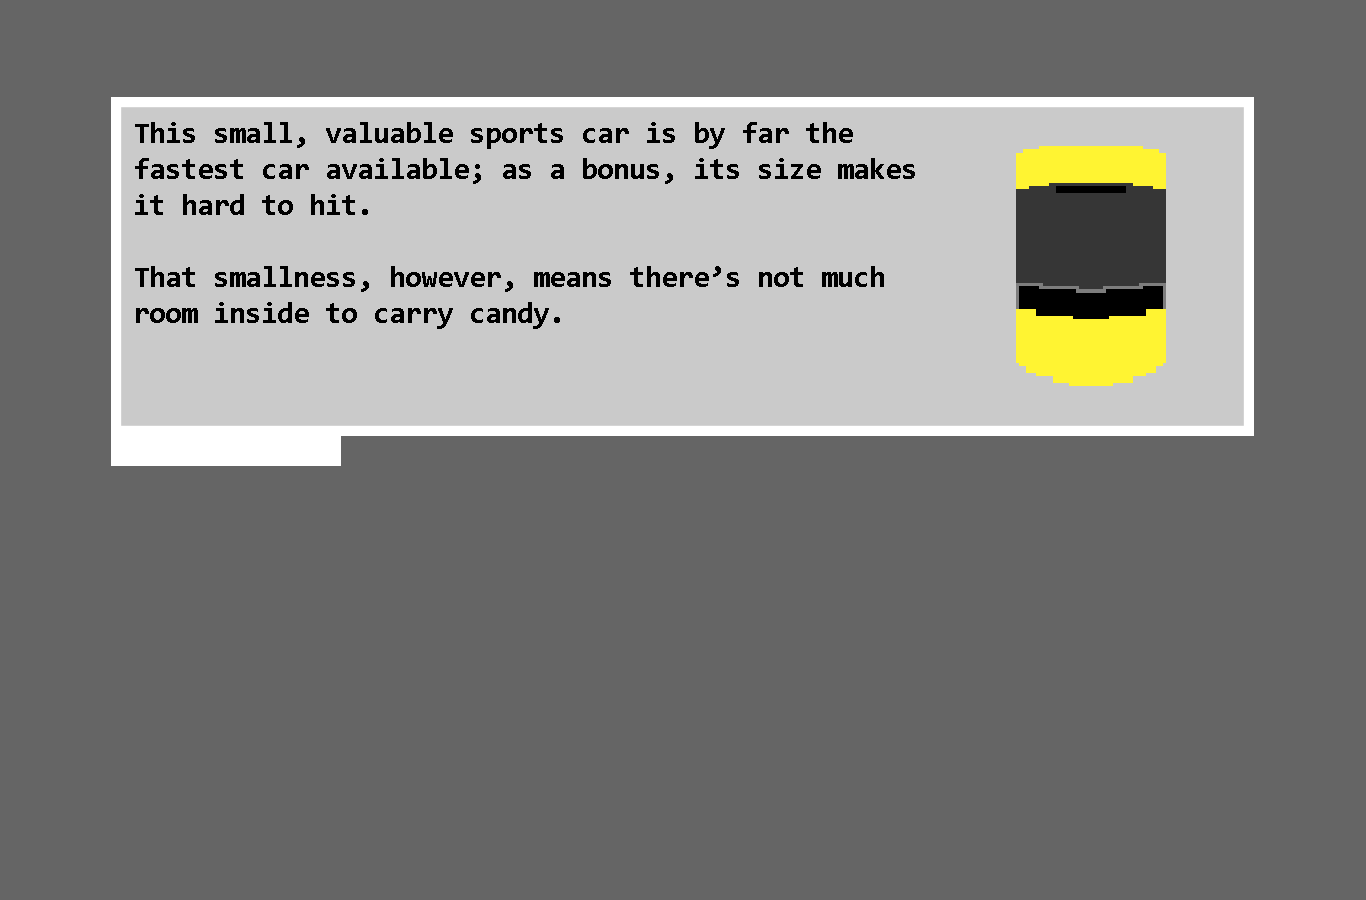 This small, valuable sports car is by far the
fastest car available; as a bonus, its size makes
it hard to hit.
That smallness, however, means there’s not much
room inside to carry candy.